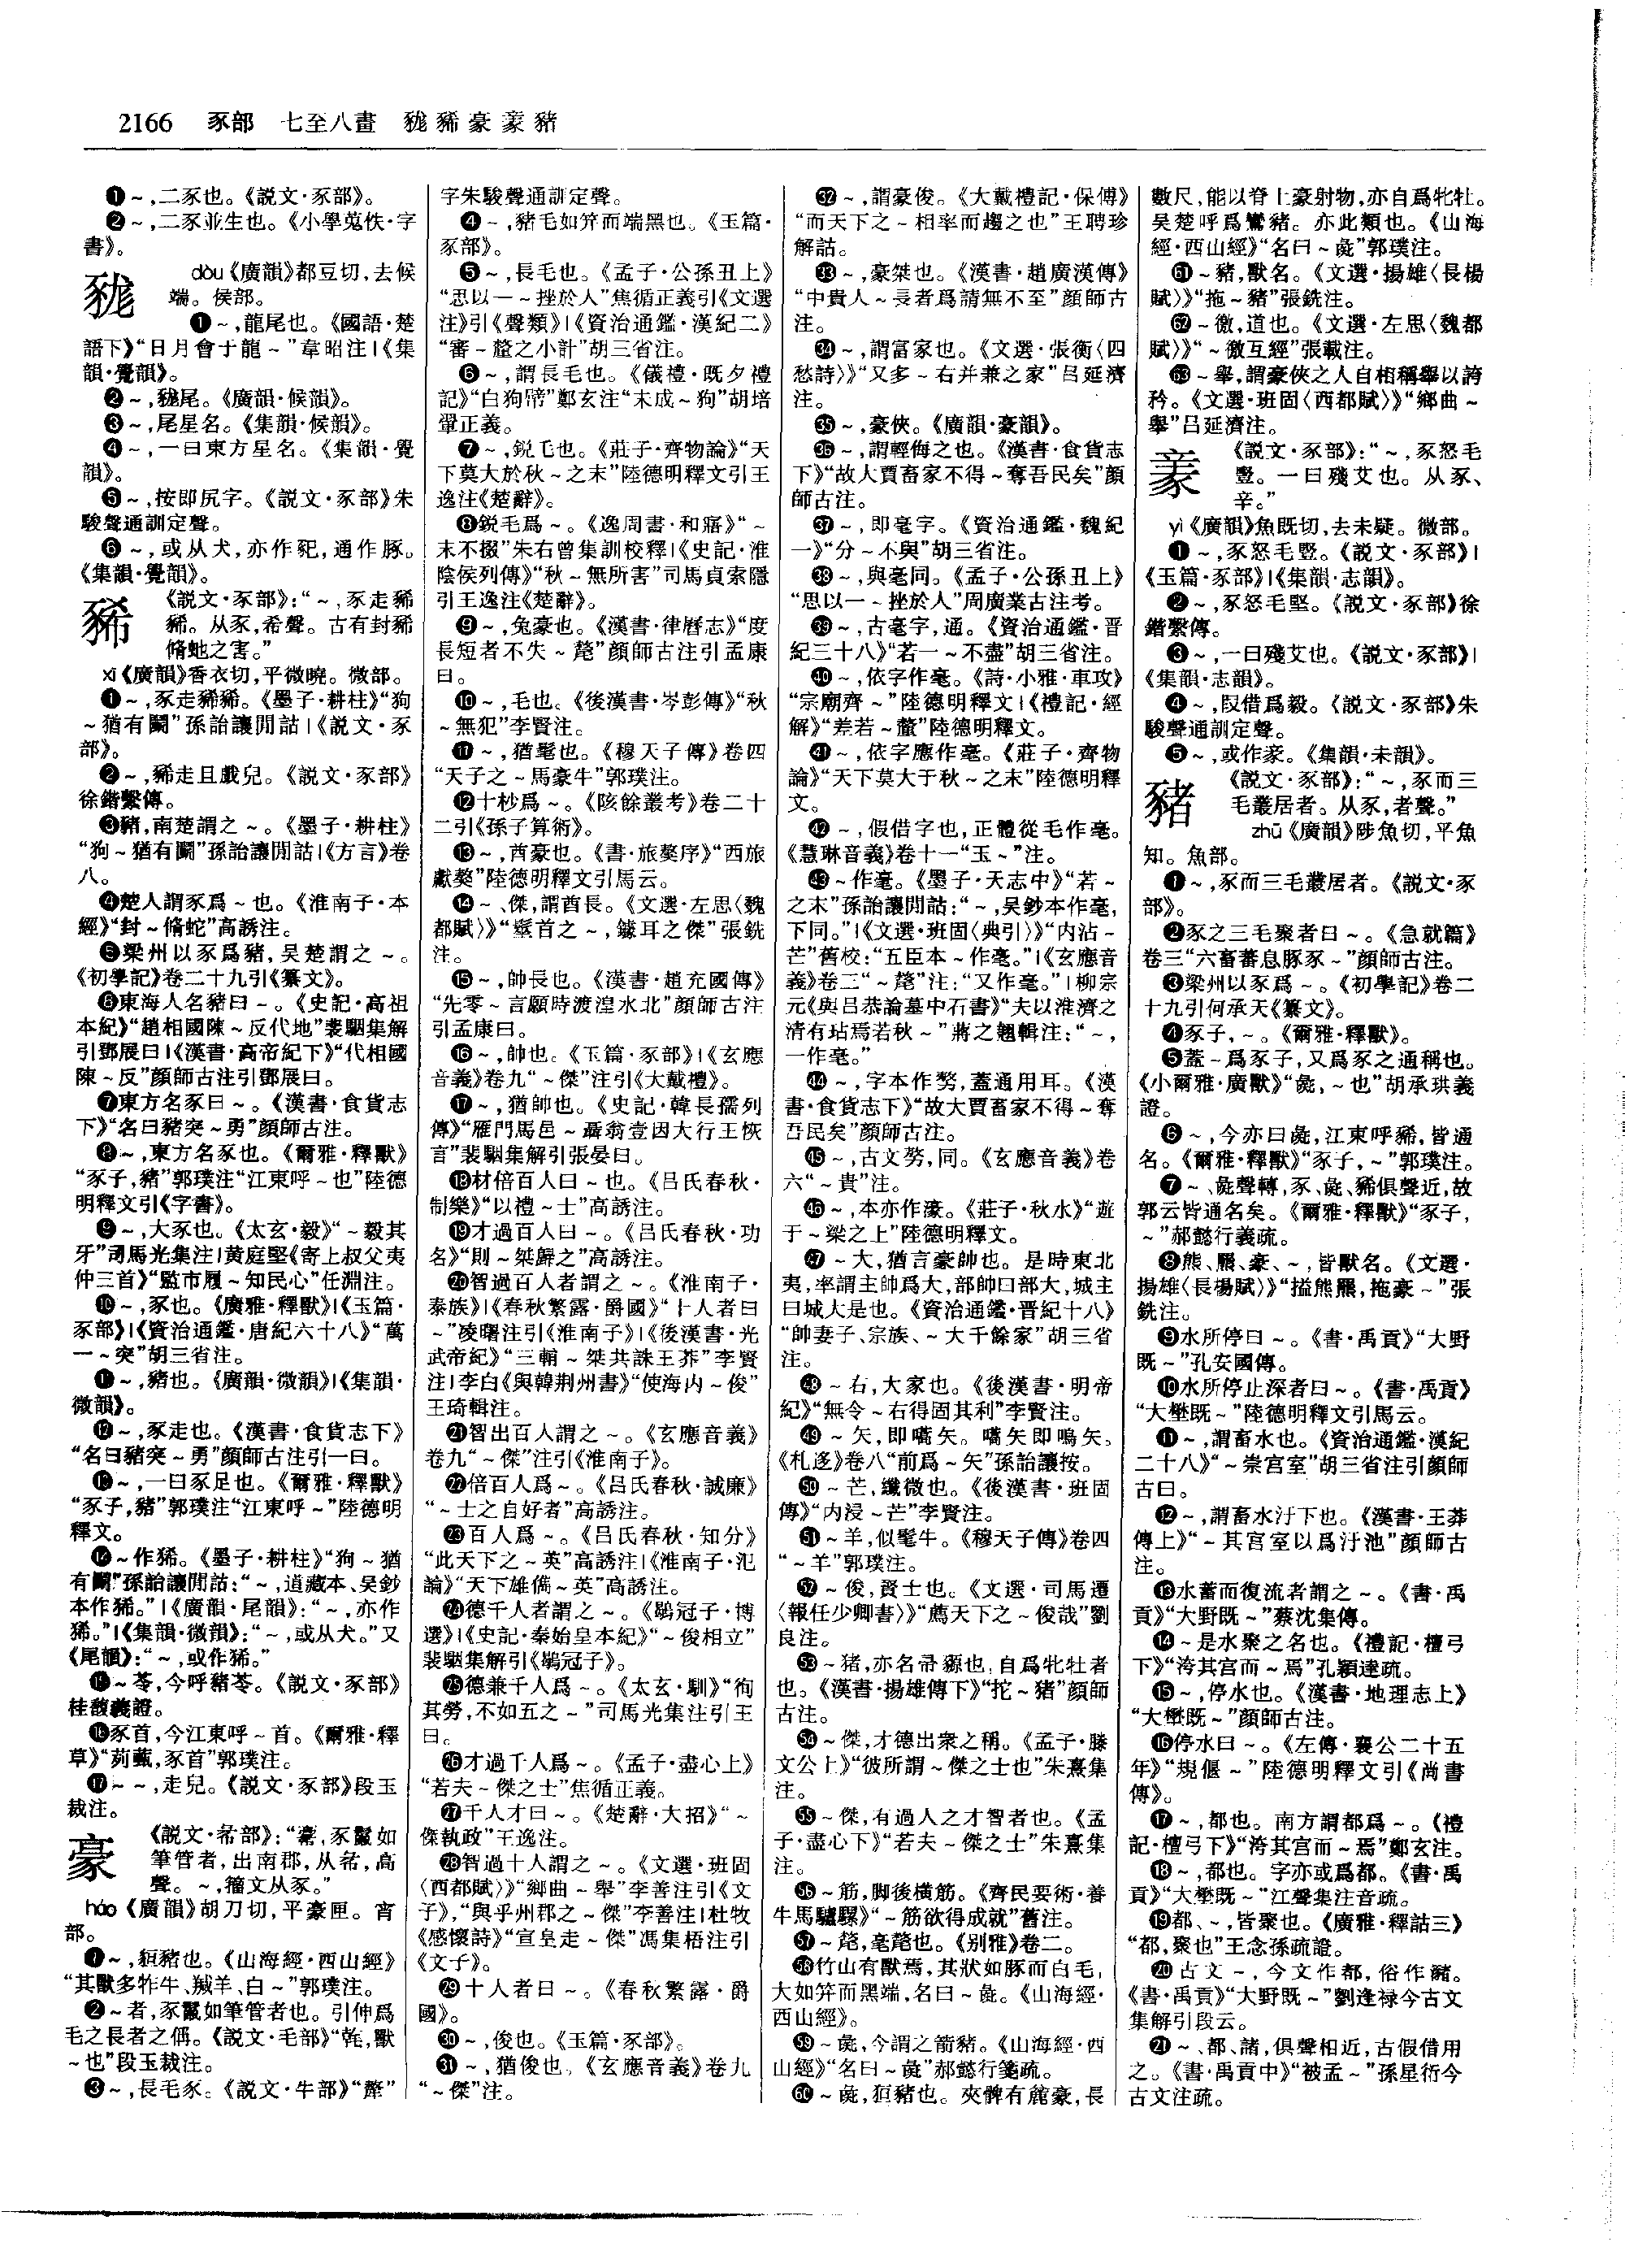 2166 豕部 七至八畫 豵豨豪豙豬
❶～,二豕也。《説文·豕部》。
❷～,二豕並生也。《小學蒐佚·字
書》。
dòu《廣韻》都豆切,去候
端。侯部。
❶～,龍尾也。《國語·楚
語下》“日月會于龍～”韋昭注|《集
韻·覺韻》。
❷～,尾。《廣韻·候韻》。
❸～,尾星名。《集韻·候韻》。
❹～,一曰東方星名。《集韻·覺
韻》。
❺～,按即尻字。《説文·豕部》朱
駿聲通訓定聲。
❻～,或从犬,亦作豝,通作豚。
《集韻·覺韻》。
豨
《説文·豕部》:“～,豕走豨
豨。从豕,希聲。古有封豨
脩虵之害。”
xī《廣韻》香衣切,平微曉。微部。
❶～,豕走豨豨。《墨子·耕柱》“狗
～猶有鬭”孫詒讓閒詁|《説文·豕
部》。
❷～,豨走且戲皃。《説文·豕部》
徐鍇繫傳。
❸豬,南楚謂之～。《墨子·耕柱》
“狗～猶有鬭”孫詒讓閒詁|《方言》卷
八。
❹楚人謂豕爲～也。《淮南子·本
經》“封～脩蛇”高誘注。
❺梁州以豕爲豬,吴楚謂之～。
《初學記》卷二十九引《纂文》。
❻東海人名豬曰～。《史記·高祖
本紀》“趙相國陳～反代地”裴駰集解
引鄧展曰|《漢書·高帝紀下》“代相國
陳～反”顔師古注引鄧展曰。
❼東方名豕曰～。《漢書·食貨志
下》“名曰豬突～勇”顔師古注。
❽～,東方名豕也。《爾雅·釋獸》
“豕子,豬”郭璞注“江東呼～也”陸德
明釋文引《字書》。
❾～,大豕也。《太玄·毅》“～毅其
牙”司馬光集注|黄庭堅《寄上叔父夷
仲三首》“監市履～知民心”任淵注。
❿～,豕也。《廣雅·釋獸》|《玉篇·
豕部》|《資治通鑑·唐紀六十八》“萬
一～突”胡三省注。
⓫～,豬也。《廣韻·微韻》|《集韻·
微韻》。
⓬～,豕走也。《漢書·食貨志下》
“名曰豬突～勇”顔師古注引一曰。
⓭～,一曰豕足也。《爾雅·釋獸》
“豕子,豬”郭璞注“江東呼～”陸德明
釋文。
⓮～作狶。《墨子·耕柱》“狗～猶
有鬭”孫詒讓閒詁:“～,道藏本、吴鈔
本作狶。”|《廣韻·尾韻》:“～,亦作
狶。”|《集韻·微韻》:“～,或从犬。”又
《尾韻》:“～,或作狶。”
⓯～苓,今呼豬苓。《説文·豕部》
桂馥義證。
⓰豕首,今江東呼～首。《爾雅·釋
草》“茢薽,豕首”郭璞注。
⓱～～,走皃。《説文·豕部》段玉
裁注。
豪
《説文·㣇部》:“豪,豕鬣如
筆管者,出南郡,从㣇,高
聲。～,籀文从豕。”
háo《廣韻》胡刀切,平豪匣。宵
部。
❶～,貆豬也。《山海經·西山經》
“其獸多㸲牛、羬羊、白～”郭璞注。
❷～者,豕鬣如筆管者也。引伸爲
毛之長者之偁。《説文·毛部》“𣯛,獸
～也”段玉裁注。
❸～,長毛豕。《説文·牛部》“犛”
字朱駿聲通訓定聲。
❹～,豬毛如笄而端黑也。《玉篇·
豕部》。
❺～,長毛也。《孟子·公孫丑上》
“思以一～挫於人”焦循正義引《文選
注》引《聲類》|《資治通鑑·漢紀二》
“審～釐之小計”胡三省注。
❻～,謂長毛也。《儀禮·既夕禮
記》“白狗幦”鄭玄注“未成～狗”胡培
翬正義。
❼～,鋭毛也。《莊子·齊物論》“天
下莫大於秋～之末”陸德明釋文引王
逸注《楚辭》。
❽鋭毛爲～。《逸周書·和寤》“～
末不掇”朱右曾集訓校釋|《史記·淮
陰侯列傳》“秋～無所害”司馬貞索隱
引王逸注《楚辭》。
❾～,兔豪也。《漢書·律曆志》“度
長短者不失～氂”顔師古注引孟康
曰。
❿～,毛也。《後漢書·岑彭傳》“秋
～無犯”李賢注。
⓫～,猶髦也。《穆天子傳》卷四
“天子之～馬豪牛”郭璞注。
⓬十秒爲～。《陔餘叢考》卷二十
二引《孫子算術》。
⓭～,酋豪也。《書·旅獒序》“西旅
獻獒”陸德明釋文引馬云。
⓮～、傑,謂酋長。《文選·左思〈魏
都賦〉》“髽首之～,鐻耳之傑”張銑
注。
⓯～,帥長也。《漢書·趙充國傳》
“先零～言願時渡湟水北”顔師古注
引孟康曰。
⓰～,帥也。《玉篇·豕部》|《玄應
音義》卷九“～傑”注引《大戴禮》。
⓱～,猶帥也。《史記·韓長孺列
傳》“雁門馬邑～聶翁壹因大行王恢
言”裴駰集解引張晏曰。
⓲材倍百人曰～也。《吕氏春秋·
制樂》“以禮～士”高誘注。
⓳才過百人曰～。《吕氏春秋·功
名》“則～桀歸之”高誘注。
⓴智過百人者謂之～。《淮南子·
泰族》|《春秋繁露·爵國》“十人者曰
～”凌曙注引《淮南子》|《後漢書·光
武帝紀》“三輔～桀共誅王莽”李賢
注|李白《與韓荆州書》“使海内～俊”
王琦輯注。
㉑智出百人謂之～。《玄應音義》
卷九“～傑”注引《淮南子》。
㉒倍百人爲～。《吕氏春秋·誠廉》
“～士之自好者”高誘注。
㉓百人爲～。《吕氏春秋·知分》
“此天下之～英”高誘注|《淮南子·氾
論》“天下雄儁～英”高誘注。
㉔德千人者謂之～。《鶡冠子·博
選》|《史記·秦始皇本紀》“～俊相立”
裴駰集解引《鶡冠子》。
㉕德兼千人爲～。《太玄·馴》“徇
其勞,不如五之～”司馬光集注引王
曰。
㉖才過千人爲～。《孟子·盡心上》
“若夫～傑之士”焦循正義。
㉗千人才曰～。《楚辭·大招》“～
傑執政”王逸注。
㉘智過十人謂之～。《文選·班固
〈西都賦〉》“鄉曲～舉”李善注引《文
子》,“與乎州郡之～傑”李善注|杜牧
《感懷詩》“宣皇走～傑”馮集梧注引
《文子》。
㉙十人者曰～。《春秋繁露·爵
國》。
㉚～,俊也。《玉篇·豕部》。
㉛～,猶俊也。《玄應音義》卷九
“～傑”注。
㉜～,謂豪俊。《大戴禮記·保傅》
“而天下之～相率而趨之也”王聘珍
解詁。
㉝～,豪桀也。《漢書·趙廣漢傳》
“中貴人～長者爲請無不至”顔師古
注。
㉞～,謂富家也。《文選·張衡〈四
愁詩〉》“又多～右并兼之家”吕延濟
注。
㉟～,豪俠。《廣韻·豪韻》。
㊱～,謂輕侮之也。《漢書·食貨志
下》“故大賈畜家不得～奪吾民矣”顔
師古注。
㊲～,即毫字。《資治通鑑·魏紀
一》“分～不與”胡三省注。
㊳～,與毫同。《孟子·公孫丑上》
“思以一～挫於人”周廣業古注考。
㊴～,古毫字,通。《資治通鑑·晋
紀三十八》“若一～不盡”胡三省注。
㊵～,依字作毫。《詩·小雅·車攻》
“宗廟齊～”陸德明釋文|《禮記·經
解》“差若～釐”陸德明釋文。
㊶～,依字應作毫。《莊子·齊物
論》“天下莫大于秋～之末”陸德明釋
文。
㊷～,假借字也,正體從毛作毫。
《慧琳音義》卷十一“玉～”注。
㊸～作毫。《墨子·天志中》“若～
之末”孫詒讓閒詁:“～,吴鈔本作毫,
下同。”|《文選·班固〈典引〉》“内沾～
芒”舊校:“五臣本～作毫。”|《玄應音
義》卷三“～氂”注:“又作毫。”|柳宗
元《與吕恭論墓中石書》“夫以淮濟之
清有玷焉若秋～”蔣之翹輯注:“～,
一作毫。”
㊹～,字本作勢,蓋通用耳。《漢
書·食貨志下》“故大賈畜家不得～奪
吾民矣”顔師古注。
㊺～,古文勞,同。《玄應音義》卷
六“～貴”注。
㊻～,本亦作濠。《莊子·秋水》“遊
于～梁之上”陸德明釋文。
㊼～大,猶言豪帥也。是時東北
夷,率謂主帥爲大,部帥曰部大,城主
曰城大是也。《資治通鑑·晋紀十八》
“帥妻子、宗族、～大千餘家”胡三省
注。
㊽～右,大家也。《後漢書·明帝
紀》“無令～右得固其利”李賢注。
㊾～矢,即嚆矢。嚆矢即鳴矢。
《札迻》卷八“前爲～矢”孫詒讓按。
㊿～芒,纖微也。《後漢書·班固
傳》“内浸～芒”李賢注。
51～羊,似髦牛。《穆天子傳》卷四
“～羊”郭璞注。
52～俊,賢士也。《文選·司馬遷
〈報任少卿書〉》“薦天下之～俊哉”劉
良注。
53～猪,亦名帚豲也,自爲牝牡者
也。《漢書·揚雄傳下》“拕～猪”顔師
古注。
54～傑,才德出衆之稱。《孟子·滕
文公上》“彼所謂～傑之士也”朱熹集
注。
55～傑,有過人之才智者也。《孟
子·盡心下》“若夫～傑之士”朱熹集
注。
56～筋,脚後横筋。《齊民要術·養
牛馬驢騾》“～筋欲得成就”舊注。
57～氂,毫氂也。《别雅》卷二。
58竹山有獸焉,其狀如豚而白毛,
大如笄而黑端,名曰～彘。《山海經·
西山經》。
59～彘,今謂之箭豬。《山海經·西
山經》“名曰～彘”郝懿行箋疏。
60～彘,狟豬也。夾髀有麄豪,長
數尺,能以脊上豪射物,亦自爲牝牡。
吴楚呼爲鸞豬。亦此類也。《山海
經·西山經》“名曰～彘”郭璞注。
61～豬,獸名。《文選·揚雄〈長楊
賦〉》“拖～豬”張銑注。
62～徼,道也。《文選·左思〈魏都
賦〉》“～徼互經”張載注。
63～舉,謂豪俠之人自相稱舉以誇
矜。《文選·班固〈西都賦〉》“鄉曲～
舉”吕延濟注。
豙
《説文·豕部》:“～,豕怒毛
豎。一曰殘艾也。从豕、
辛。”
yì《廣韻》魚既切,去未疑。微部。
❶～,豕怒毛豎。《説文·豕部》|
《玉篇·豕部》|《集韻·志韻》。
❷～,豕怒毛堅。《説文·豕部》徐
鍇繫傳。
❸～,一曰殘艾也。《説文·豕部》|
《集韻·志韻》。
❹～,叚借爲毅。《説文·豕部》朱
駿聲通訓定聲。
❺～,或作豙。《集韻·未韻》。
豬
《説文·豕部》:“～,豕而三
毛叢居者。从豕,者聲。”
zhū《廣韻》陟魚切,平魚
知。魚部。
❶～,豕而三毛叢居者。《説文·豕
部》。
❷豕之三毛聚者曰～。《急就篇》
卷三“六畜蕃息豚豕～”顔師古注。
❸梁州以豕爲～。《初學記》卷二
十九引何承天《纂文》。
❹豕子,～。《爾雅·釋獸》。
❺蓋～爲豕子,又爲豕之通稱也。
《小爾雅·廣獸》“彘,～也”胡承珙義
證。
❻～,今亦曰彘,江東呼豨,皆通
名。《爾雅·釋獸》“豕子,～”郭璞注。
❼～、彘聲轉,豕、彘、豨俱聲近,故
郭云皆通名矣。《爾雅·釋獸》“豕子,
～”郝懿行義疏。
❽熊、羆、豪、～,皆獸名。《文選·
揚雄〈長楊賦〉》“搤熊羆,拖豪～”張
銑注。
❾水所停曰～。《書·禹貢》“大野
既～”孔安國傳。
❿水所停止深者曰～。《書·禹貢》
“大壄既～”陸德明釋文引馬云。
⓫～,謂畜水也。《資治通鑑·漢紀
二十八》“～崇宫室”胡三省注引顔師
古曰。
⓬～,謂畜水汙下也。《漢書·王莽
傳上》“～其宫室以爲汙池”顔師古
注。
⓭水蓄而復流者謂之～。《書·禹
貢》“大野既～”蔡沈集傳。
⓮～是水聚之名也。《禮記·檀弓
下》“洿其宫而～焉”孔穎達疏。
⓯～,停水也。《漢書·地理志上》
“大壄既～”顔師古注。
⓰停水曰～。《左傳·襄公二十五
年》“規偃～”陸德明釋文引《尚書
傳》。
⓱～,都也。南方謂都爲～。《禮
記·檀弓下》“洿其宫而～焉”鄭玄注。
⓲～,都也。字亦或爲都。《書·禹
貢》“大壄既～”江聲集注音疏。
⓳都、～,皆聚也。《廣雅·釋詁三》
“都,聚也”王念孫疏證。
⓴古文～,今文作都,俗作瀦。
《書·禹貢》“大野既～”劉逢禄今古文
集解引段云。
㉑～、都、諸,俱聲相近,古假借用
之。《書·禹貢中》“被孟～”孫星衍今
古文注疏。